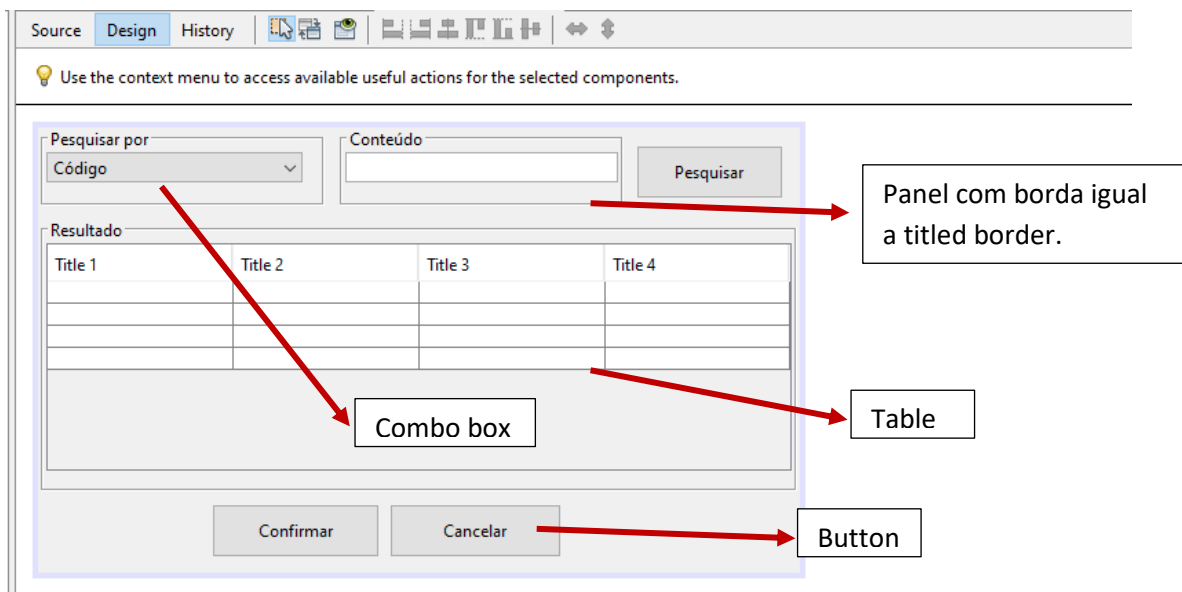 Source Design History
Use the context menu to access available useful actions for the selected components.
Pesquisar por
Conteúdo
Código
Pesquisar
Panel com borda igual
a titled border.
Resultado
Title 1 Title 2 Title 3 Title 4
Table
Combo box
Confirmar
Cancelar
Button